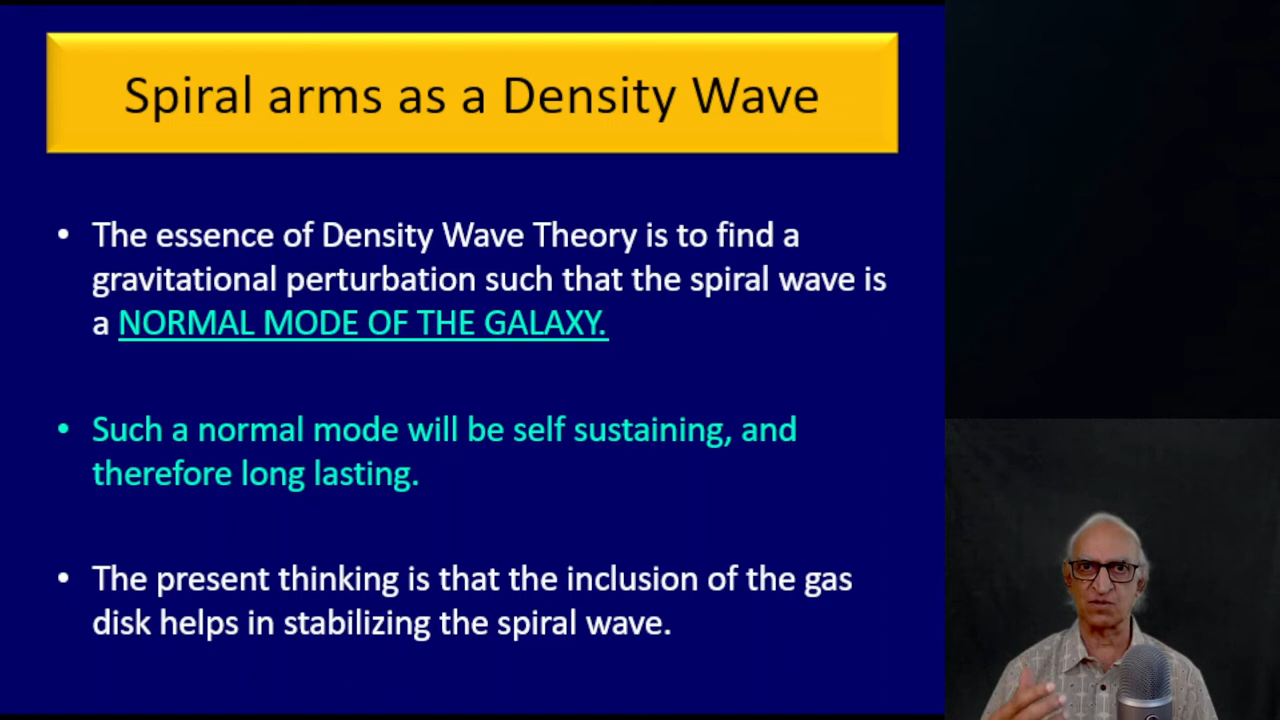 Spiral arms as a Density Wave
• The essence of Density Wave Theory is to find a
gravitational perturbation such that the spiral wave is
a NORMAL MODE OF THE GALAXY.
• Such a normal mode will be self sustaining, and
therefore long lasting.
• The present thinking is that the inclusion of the gas
disk helps in stabilizing the spiral wave.